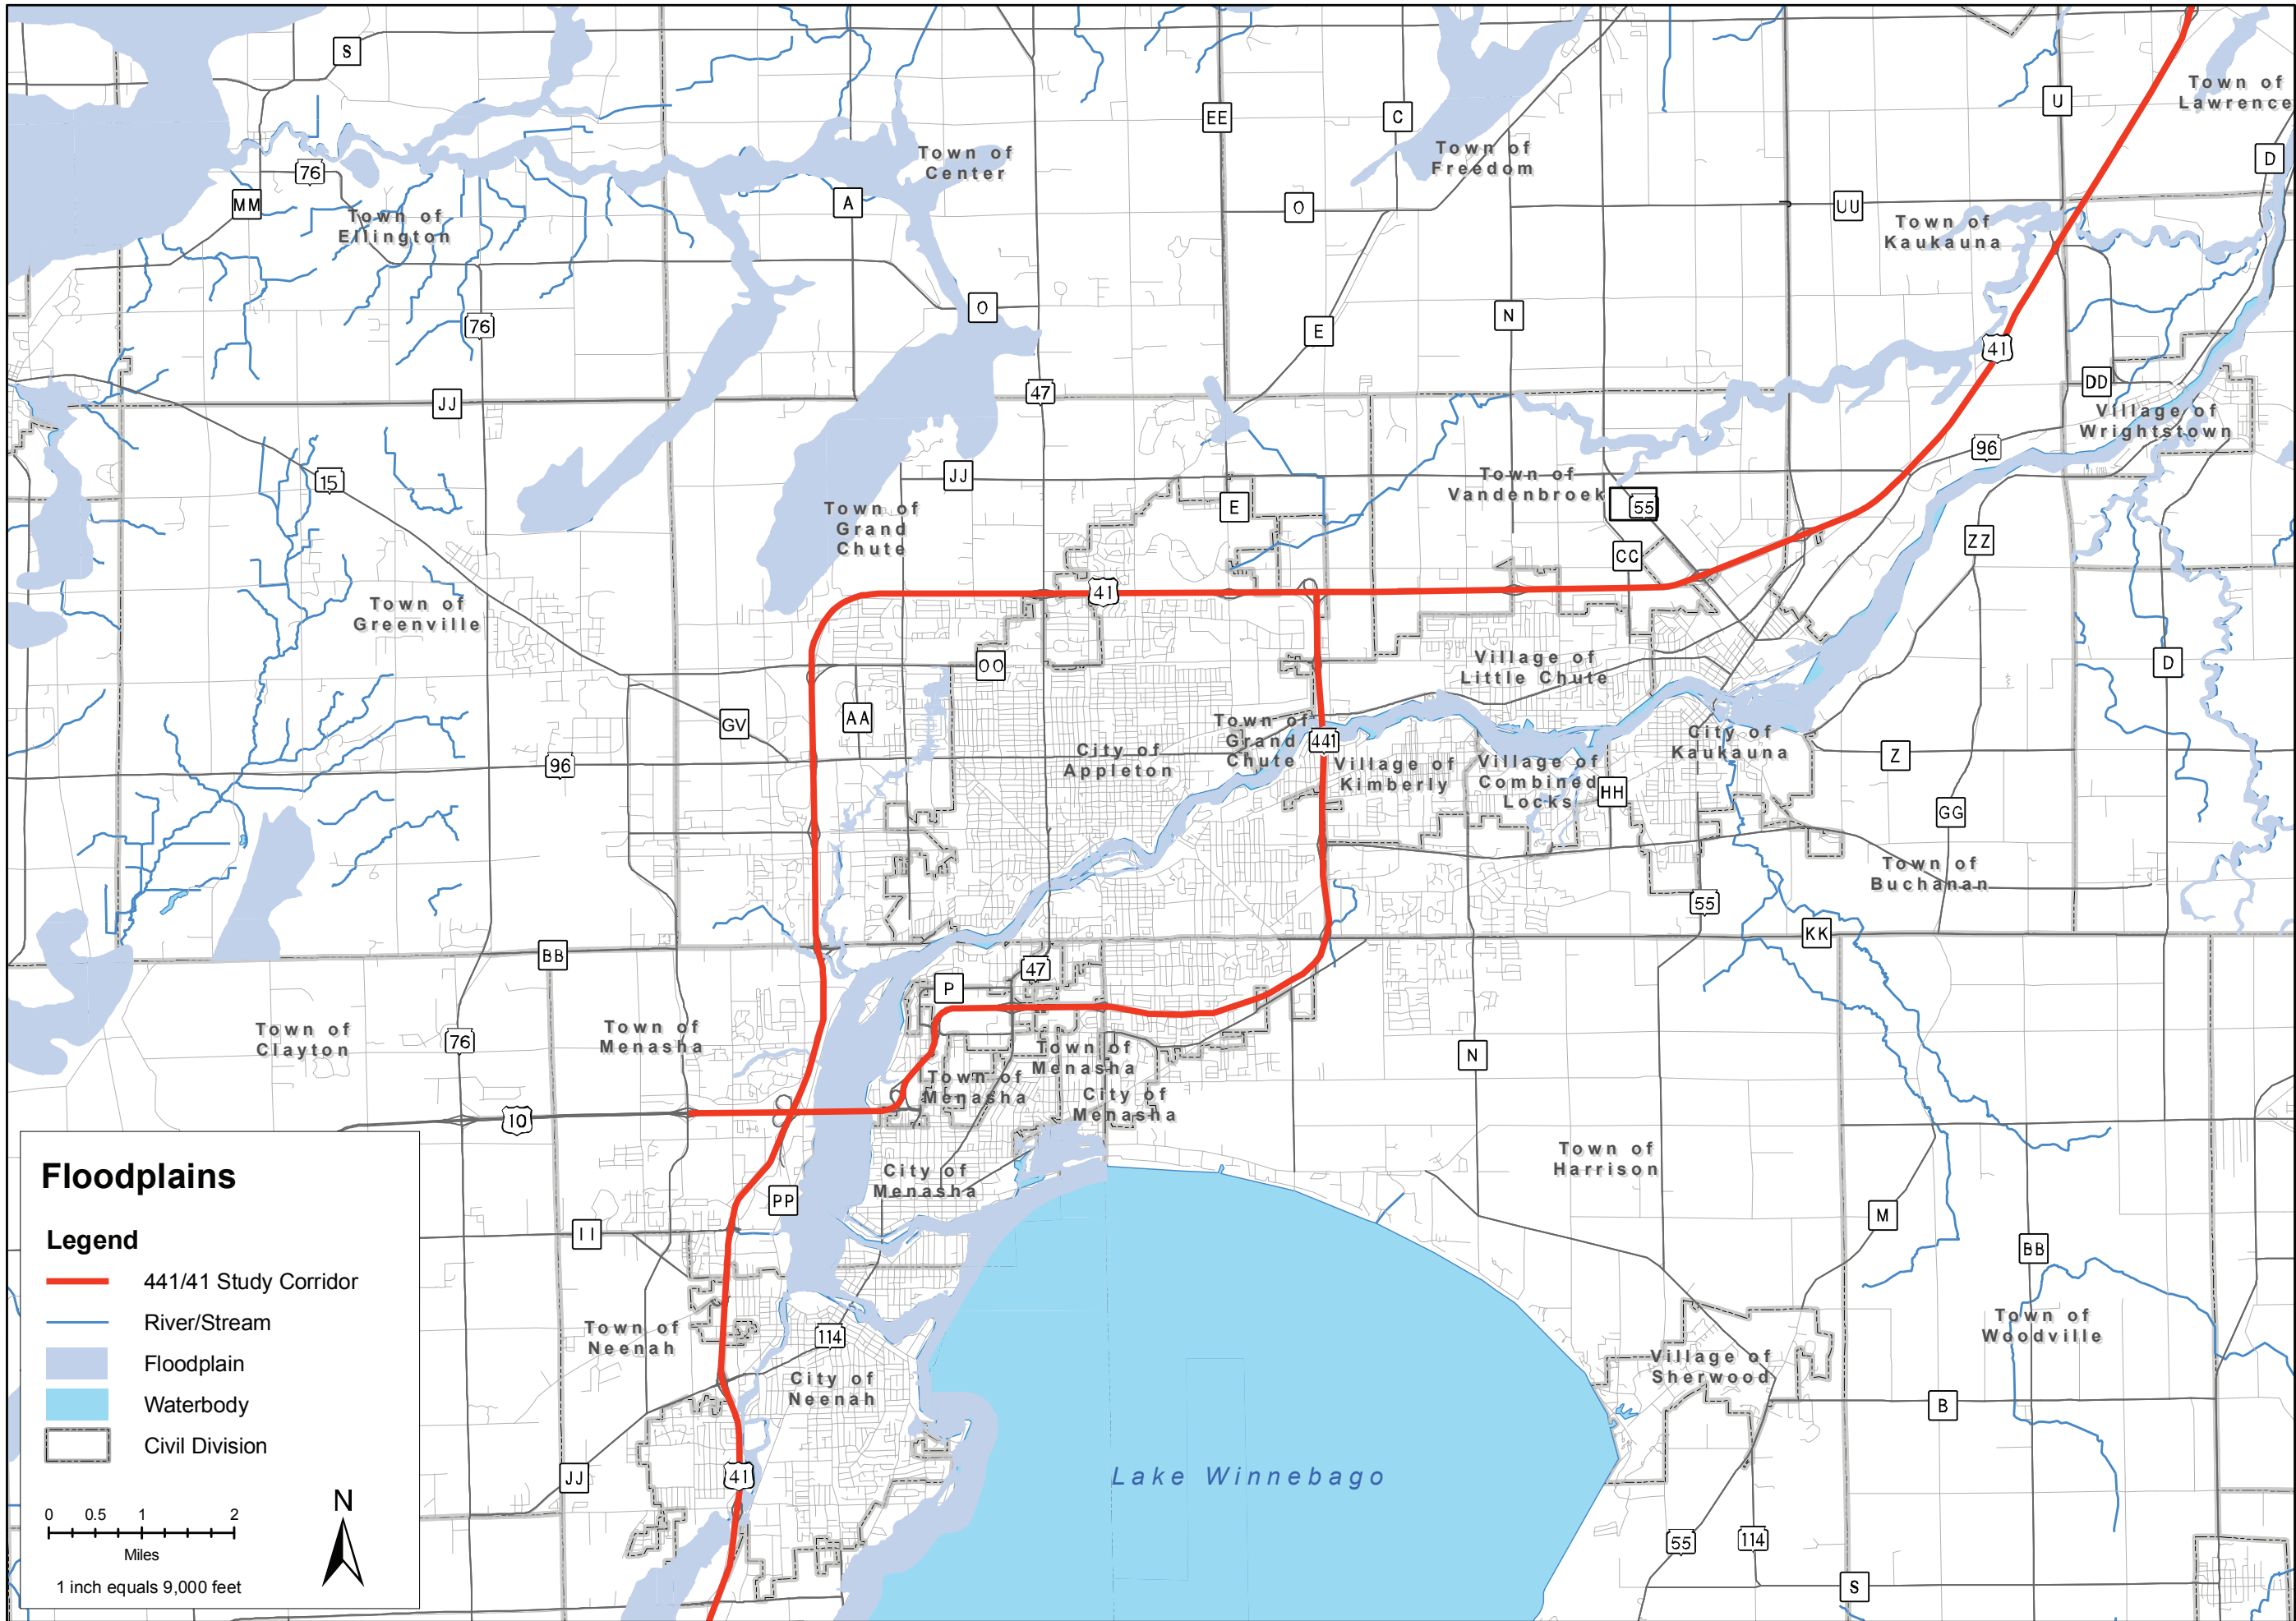 S
Town of
Lawrence
U
EE
C
Town of
Center
Town of
Freedom
D
76
MM
A
O
UU
Town of
Ellington
Town of
Kaukauna
O
N
76
E
41
JJ
47
DD
Village of
Wrightstown
96
15
JJ
Town of
Vandenbroek
E
55
Town of
Grand
Chute
ZZ
CC
41
Town of
Greenville
OO
Village of
Little Chute
D
GV
AA
Town of
Grand
Chute
441
City of
Kaukauna
City of
Appleton
Z
96
Village of
Kimberly
Village of
Combined
Locks
HH
GG
Town of
Buchanan
55
KK
BB
47
P
Town of
Clayton
Town of
Menasha
76
Town of
Menasha
N
Town of
Menasha
City of
Menasha
10
Town of
Harrison
City of
Menasha
PP
M
II
BB
Town of
Neenah
114
Town of
Woodville
Village of
Sherwood
City of
Neenah
B
41
JJ
Lake Winnebago
55
114
S
Floodplains
Legend
441/41 Study Corridor
River/Stream
Floodplain
Waterbody
Civil Division
N
0 0.5 1 2
Miles
1 inch equals 9,000 feet